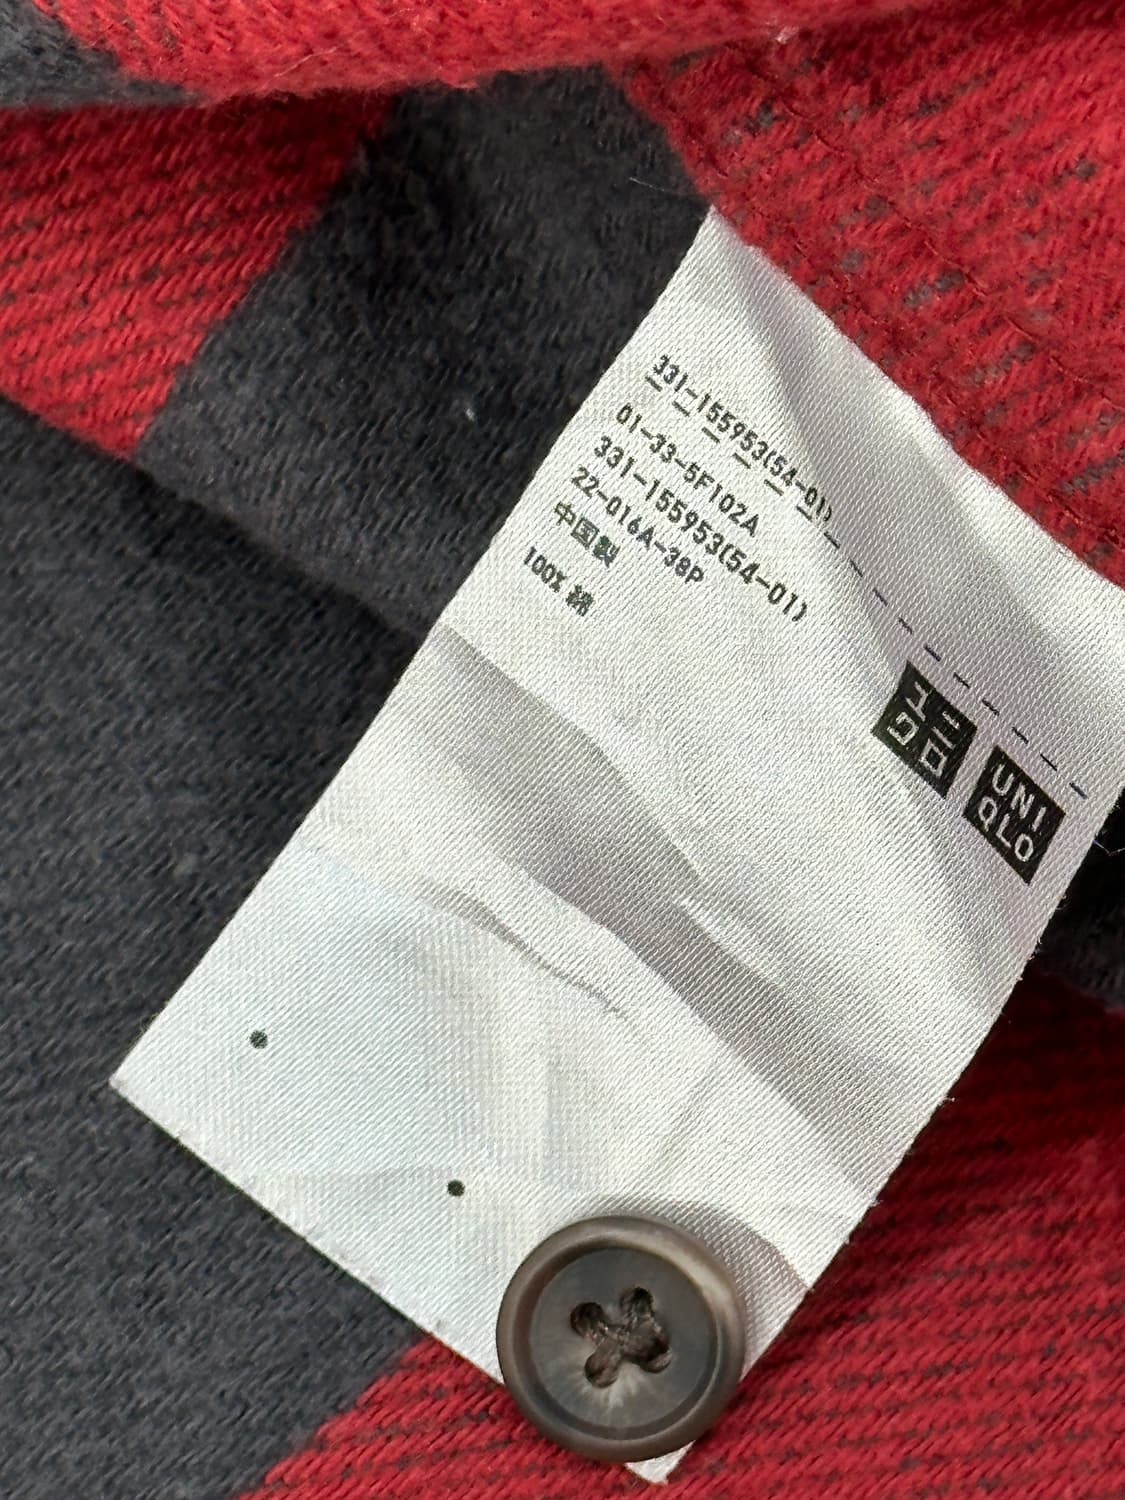 331-155953(54-01)
01-33-5F102A
331-155953(54-01)
22-016A-38P
中国製
100% 綿
ユニ
クロ
UNI
QLO